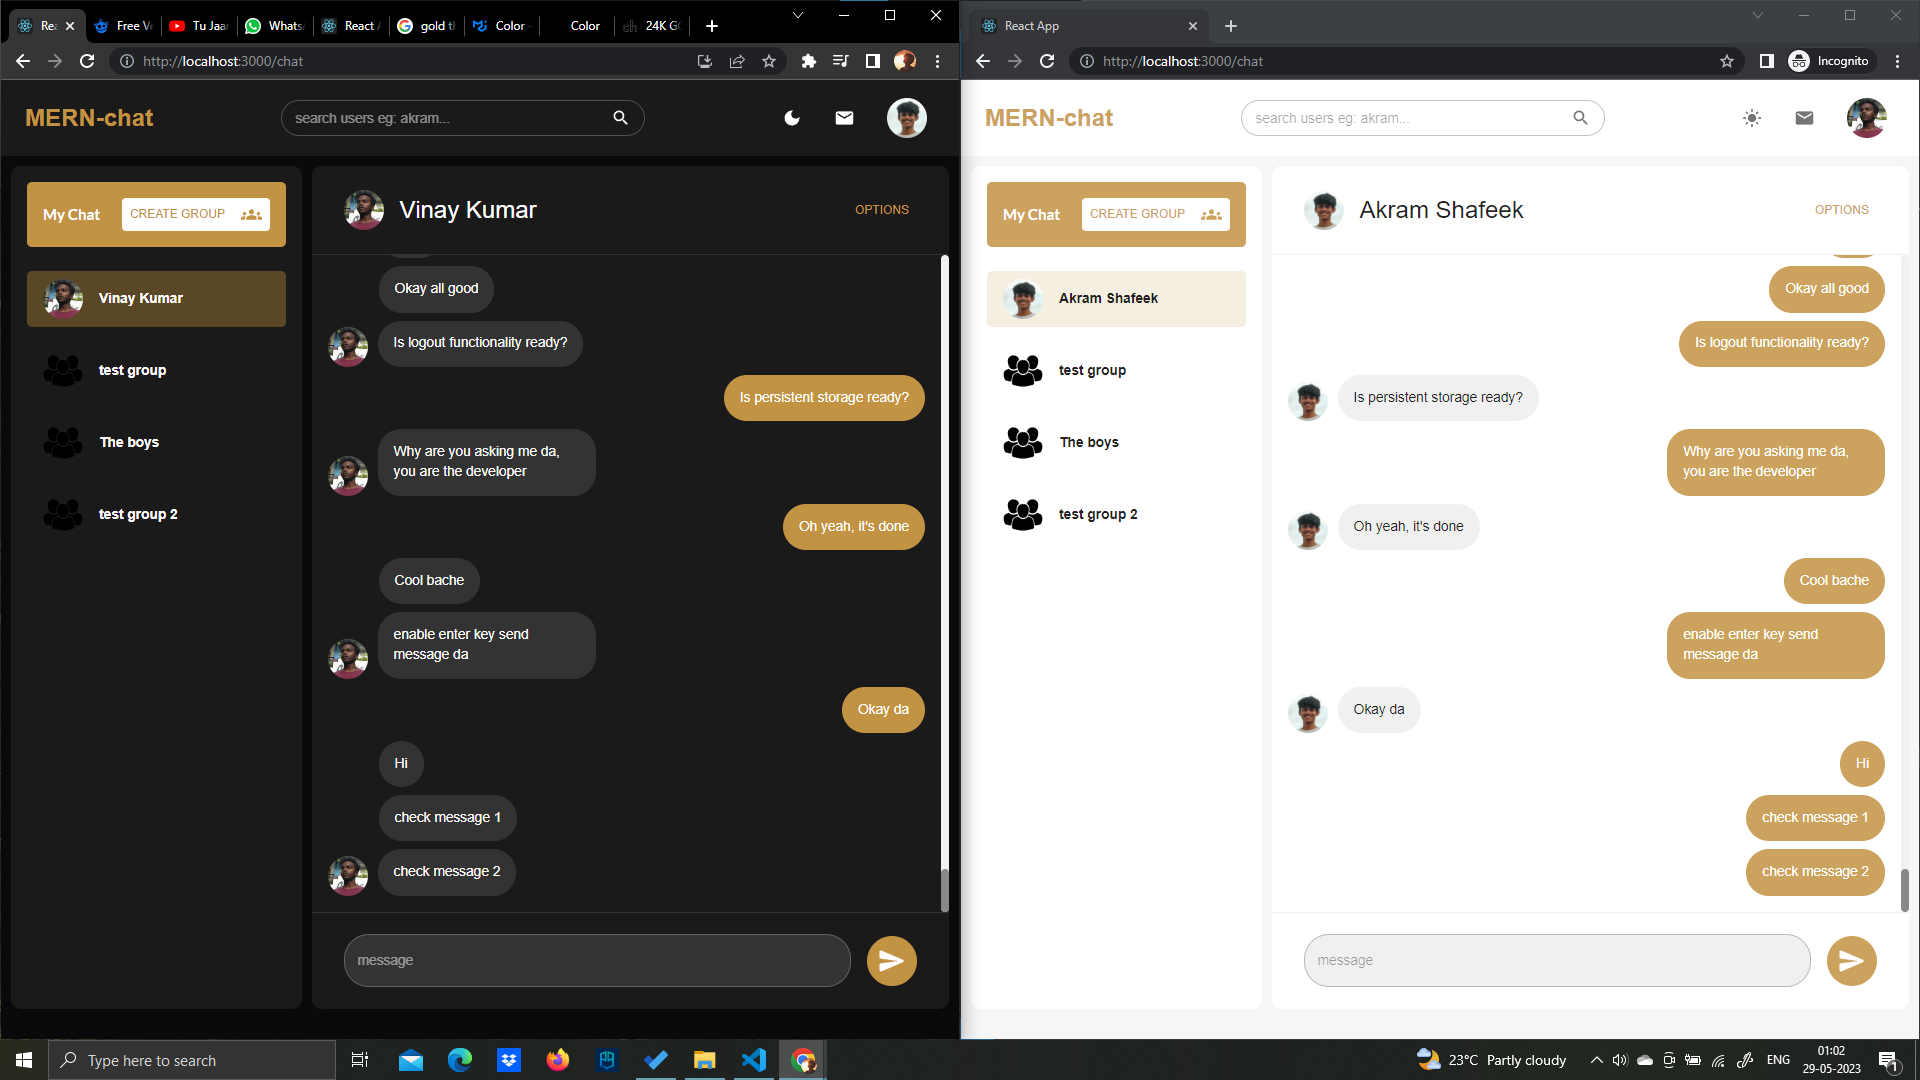 Rea
Free Ve
Tu Jaan
WhatsA
React A
gold th
Color -
Color
24K GO
http://localhost:3000/chat
MERN-chat
search users eg: akram...
My Chat
CREATE GROUP
Vinay Kumar
test group
The boys
test group 2
Vinay Kumar
OPTIONS
Okay all good
Is logout functionality ready?
Is persistent storage ready?
Why are you asking me da,
you are the developer
Oh yeah, it's done
Cool bache
enable enter key send
message da
Okay da
Hi
check message 1
check message 2
message
React App
http://localhost:3000/chat
Incognito
MERN-chat
search users eg: akram...
My Chat
CREATE GROUP
Akram Shafeek
test group
The boys
test group 2
Akram Shafeek
OPTIONS
Okay all good
Is logout functionality ready?
Is persistent storage ready?
Why are you asking me da,
you are the developer
Oh yeah, it's done
Cool bache
enable enter key send
message da
Okay da
Hi
check message 1
check message 2
message
Type here to search
23°C Partly cloudy
ENG
01:02
29-05-2023
1